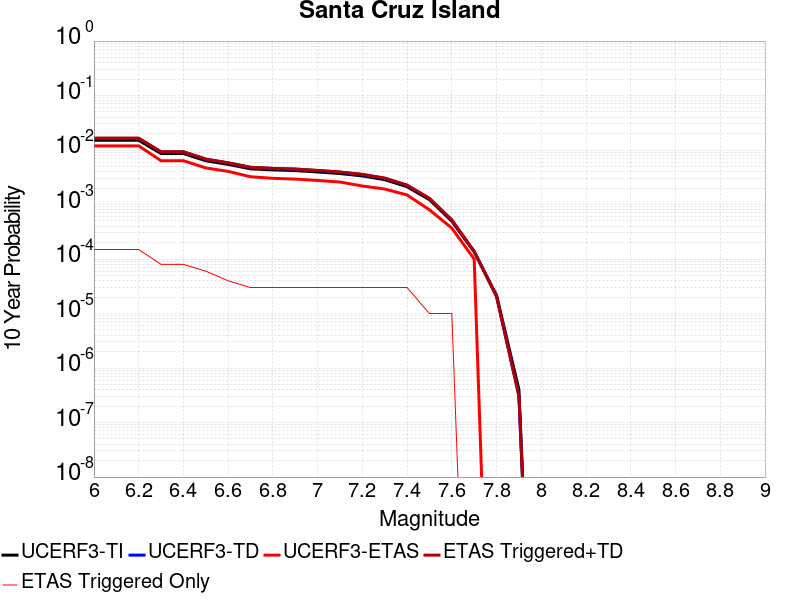 Santa Cruz Island
10 Year Probability
10^0
10^-1
10^-2
10^-3
10^-4
10^-5
10^-6
10^-7
10^-8
6 6.2 6.4 6.6 6.8 7 7.2 7.4 7.6 7.8 8 8.2 8.4 8.6 8.8 9
Magnitude
UCERF3-TI UCERF3-TD UCERF3-ETAS ETAS Triggered+TD
ETAS Triggered Only